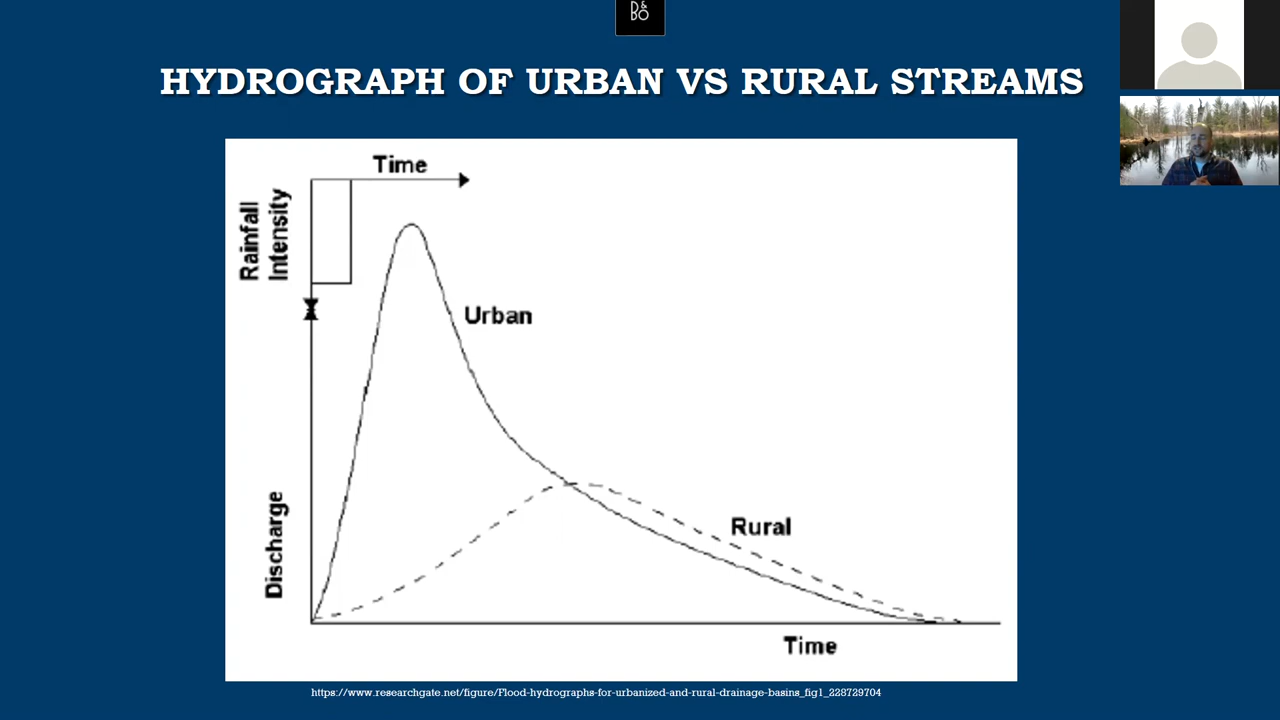 D&
BO
HYDROGRAPH OF URBAN VS RURAL STREAMS
Time
Rainfall
Intensity
Urban
Discharge
Rural
Time
https://www.researchgate.net/figure/Flood-hydrographs-for-urbanized-and-rural-drainage-basins_fig1_228729704